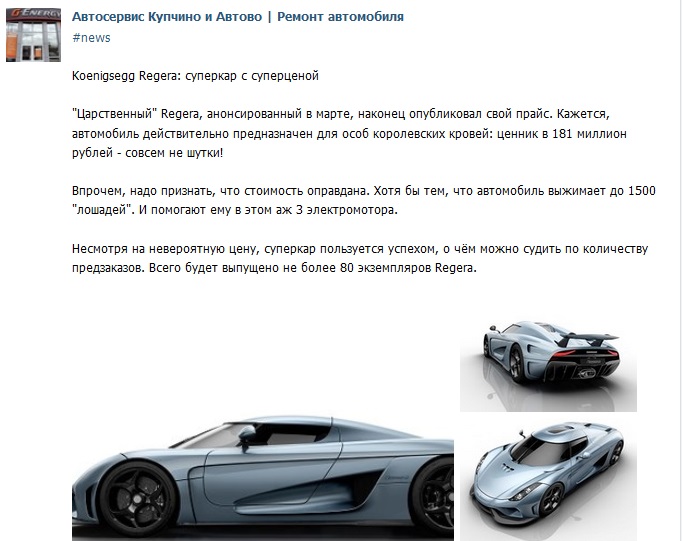 G-ENERGY
Автосервис Купчино и Автово | Ремонт автомобиля
#news
Koenigsegg Regera: суперкар с суперценой
"Царственный" Regera, анонсированный в марте, наконец опубликовал свой прайс. Кажется,
автомобиль действительно предназначен для особ королевских кровей: ценник в 181 миллион
рублей - совсем не шутки!
Впрочем, надо признать, что стоимость оправдана. Хотя бы тем, что автомобиль выжимает до 1500
"лошадей". И помогают ему в этом аж 3 электромотора.
Несмотря на невероятную цену, суперкар пользуется успехом, о чём можно судить по количеству
предзаказов. Всего будет выпущено не более 80 экземпляров Regera.